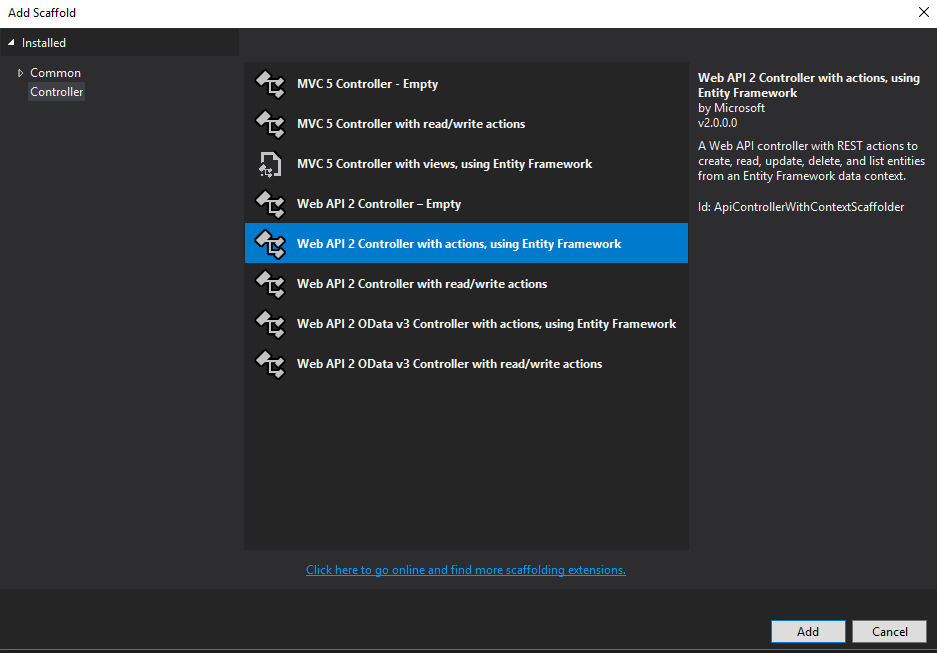 Add Scaffold
Installed
Common
Controller
MVC 5 Controller - Empty
MVC 5 Controller with read/write actions
MVC 5 Controller with views, using Entity Framework
Web API 2 Controller – Empty
Web API 2 Controller with actions, using Entity Framework
Web API 2 Controller with read/write actions
Web API 2 OData v3 Controller with actions, using Entity Framework
Web API 2 OData v3 Controller with read/write actions
Web API 2 Controller with actions, using
Entity Framework
by Microsoft
v2.0.0.0
A Web API controller with REST actions to
create, read, update, delete, and list entities
from an Entity Framework data context.
Id: ApiControllerWithContextScaffolder
Click here to go online and find more scaffolding extensions.
Add
Cancel